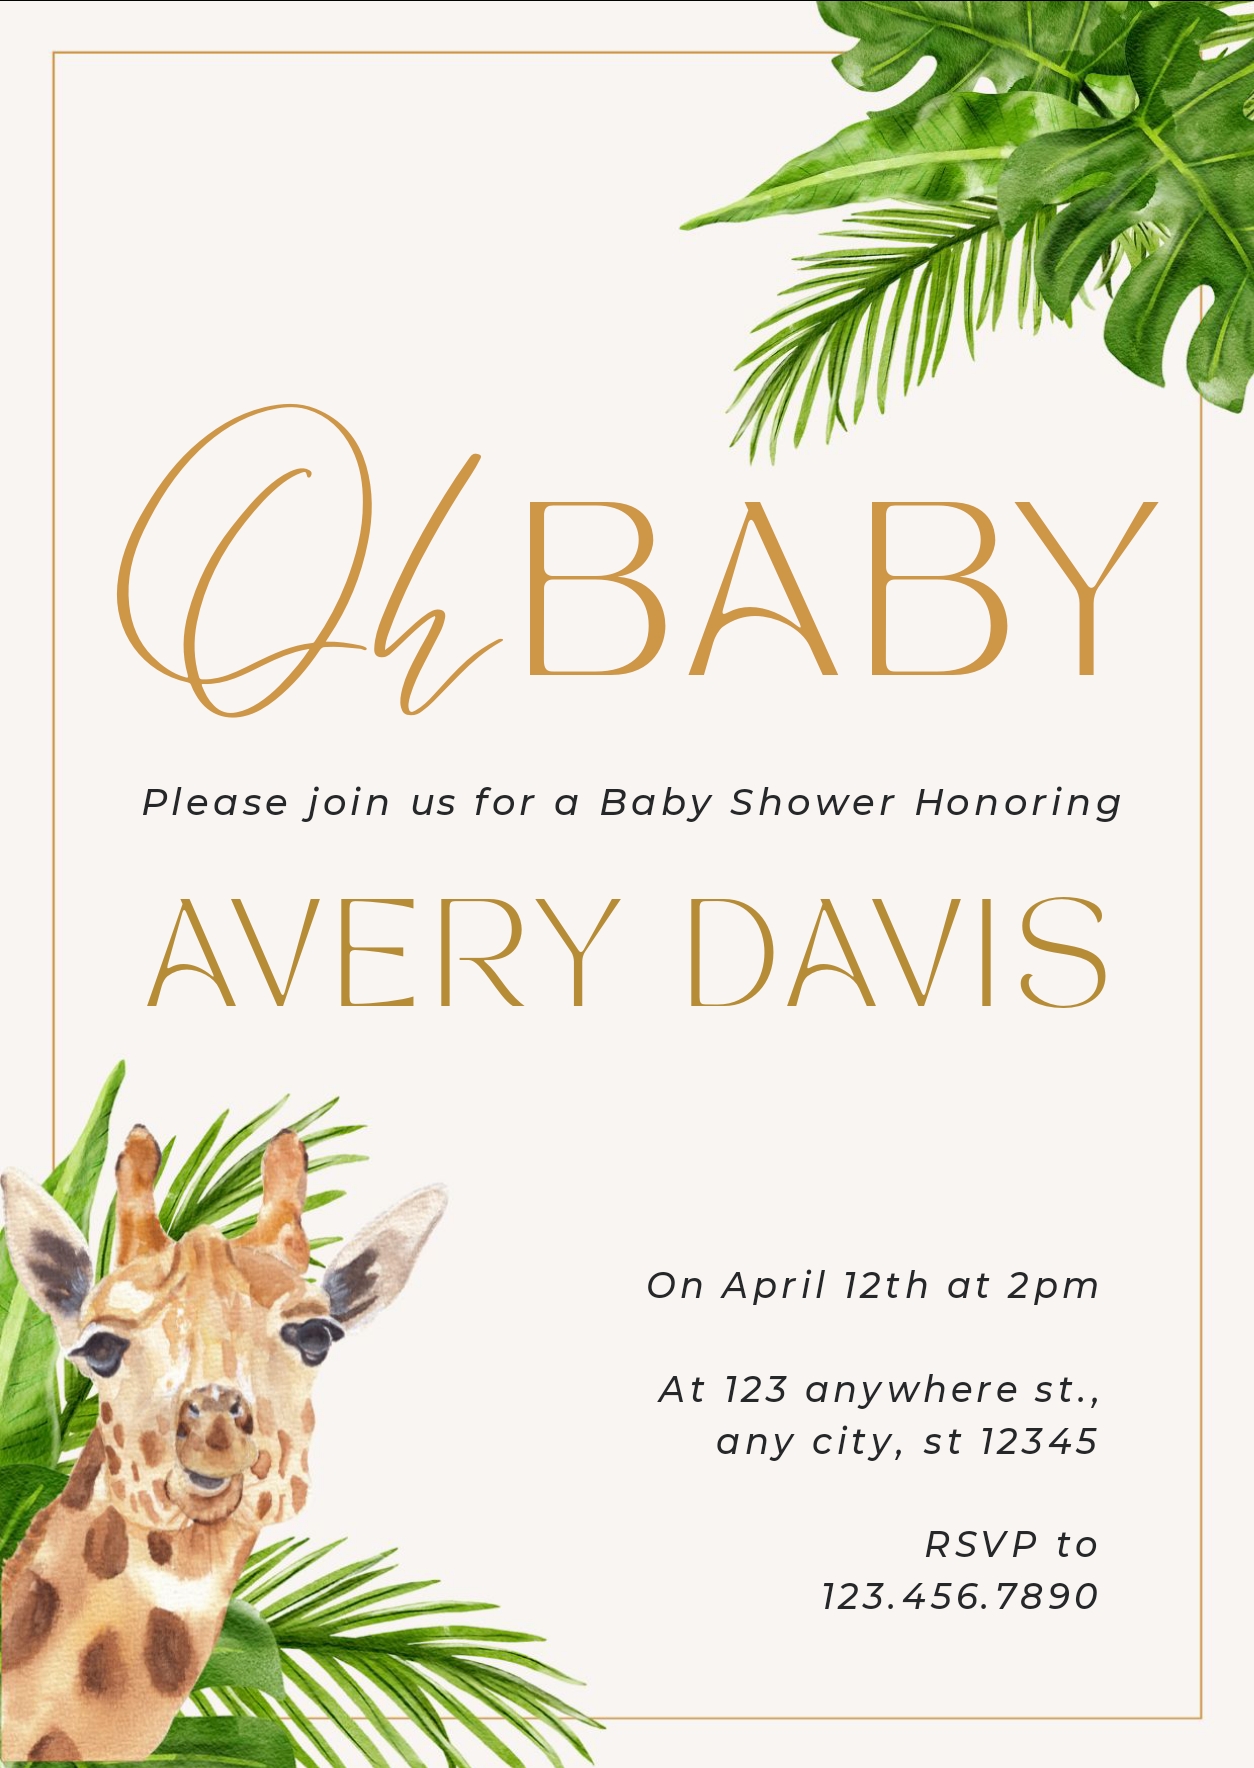 Oh BABY
Please join us for a Baby Shower Honoring
AVERY DAVIS
On April 12th at 2pm
At 123 anywhere st.,
any city, st 12345
RSVP to
123.456.7890